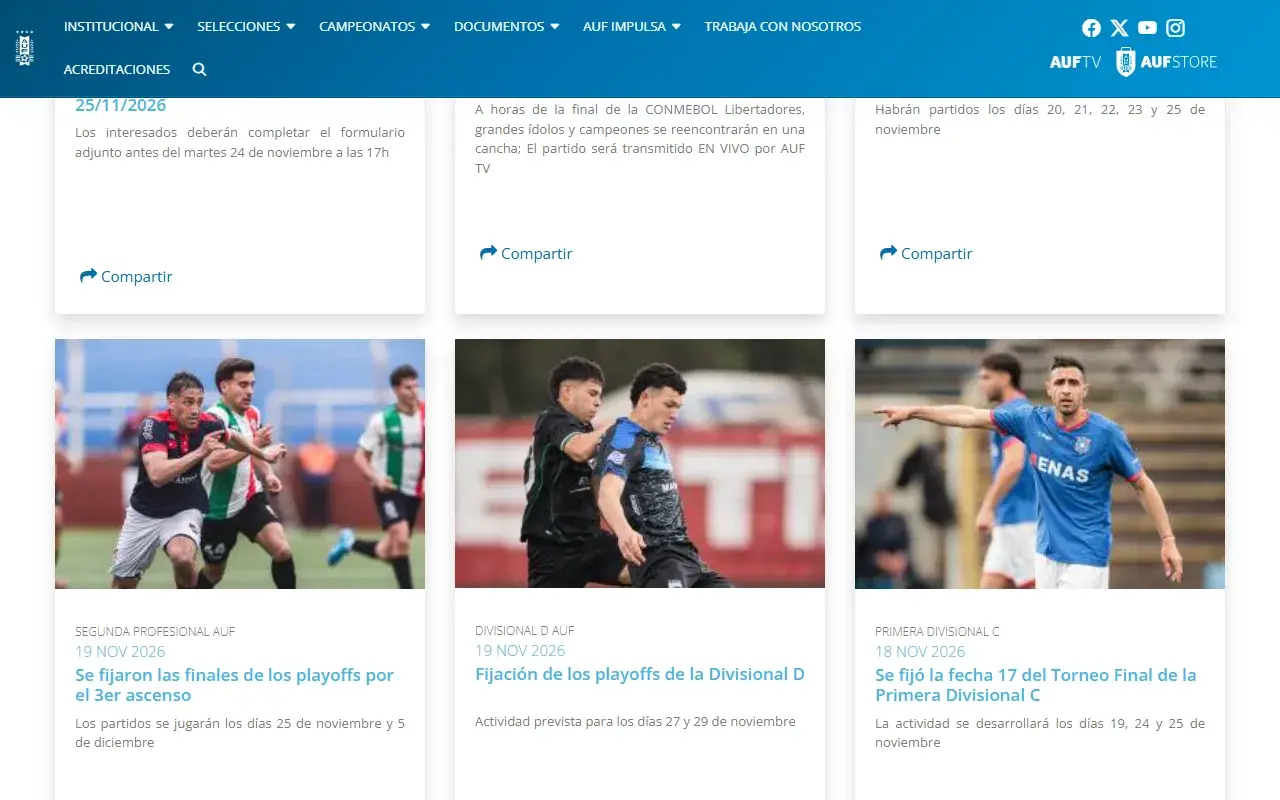 INSTITUCIONAL SELECCIONES CAMPEONATOS DOCUMENTOS AUF IMPULSA TRABAJA CON NOSOTROS
ACREDITACIONES
AUFTV AUFSTORE
25/11/2026
Los interesados deberán completar el formulario
adjunto antes del martes 24 de noviembre a las 17h
Compartir
A horas de la final de la CONMEBOL Libertadores,
grandes ídolos y campeones se reencontrarán en una
cancha; El partido será transmitido EN VIVO por AUF
TV
Compartir
Habrán partidos los días 20, 21, 22, 23 y 25 de
noviembre
Compartir
SEGUNDA PROFESIONAL AUF
19 NOV 2026
Se fijaron las finales de los playoffs por
el 3er ascenso
Los partidos se jugarán los días 25 de noviembre y 5
de diciembre
DIVISIONAL D AUF
19 NOV 2026
Fijación de los playoffs de la Divisional D
Actividad prevista para los días 27 y 29 de noviembre
ENAS
PRIMERA DIVISIONAL C
18 NOV 2026
Se fijó la fecha 17 del Torneo Final de la
Primera Divisional C
La actividad se desarrollará los días 19, 24 y 25 de
noviembre